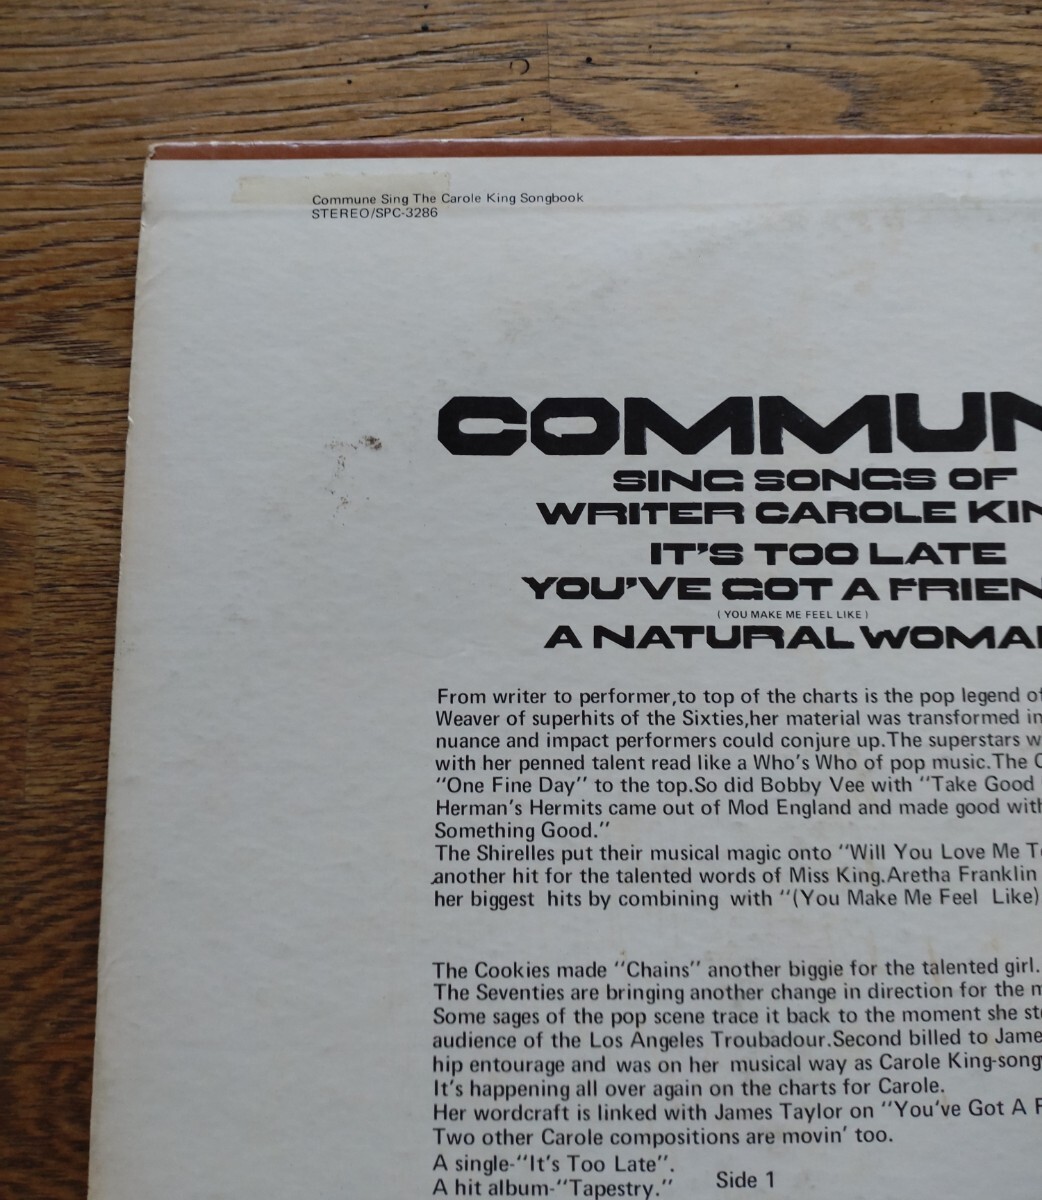 Commune Sing The Carole King Songbook
STEREO/SPC-3286
COMMUN
SING SONGS OF
WRITER CAROLE KIN
IT'S TOO LATE
YOU'VE GOT A FRIEN
( YOU MAKE ME FEEL LIKE )
A NATURAL WOMA
From writer to performer,to top of the charts is the pop legend of
Weaver of superhits of the Sixties,her material was transformed in
nuance and impact performers could conjure up.The superstars w
with her penned talent read like a Who's Who of pop music.The C
"One Fine Day" to the top.So did Bobby Vee with "Take Good
Herman's Hermits came out of Mod England and made good with
Something Good."
The Shirelles put their musical magic onto "Will You Love Me To
another hit for the talented words of Miss King.Aretha Franklin
her biggest hits by combining with "(You Make Me Feel Like)
The Cookies made "Chains" another biggie for the talented girl.
The Seventies are bringing another change in direction for the m
Some sages of the pop scene trace it back to the moment she st
audience of the Los Angeles Troubadour.Second billed to Jame
hip entourage and was on her musical way as Carole King-song
It's happening all over again on the charts for Carole.
Her wordcraft is linked with James Taylor on "You've Got A F
Two other Carole compositions are movin' too.
A single-"It's Too Late".
A hit album-"Tapestry."
Side 1